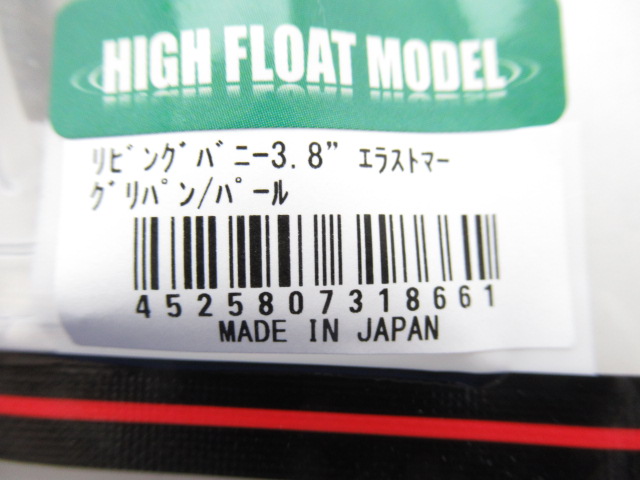 HIGH FLOAT MODEL
ﾘﾋﾞﾝｸﾞﾊﾞﾆｰ3.8” ｴﾗｽﾄﾏｰ
ｸﾞﾘﾊﾟﾝ/ﾊﾟｰﾙ
4525807318661
MADE IN JAPAN